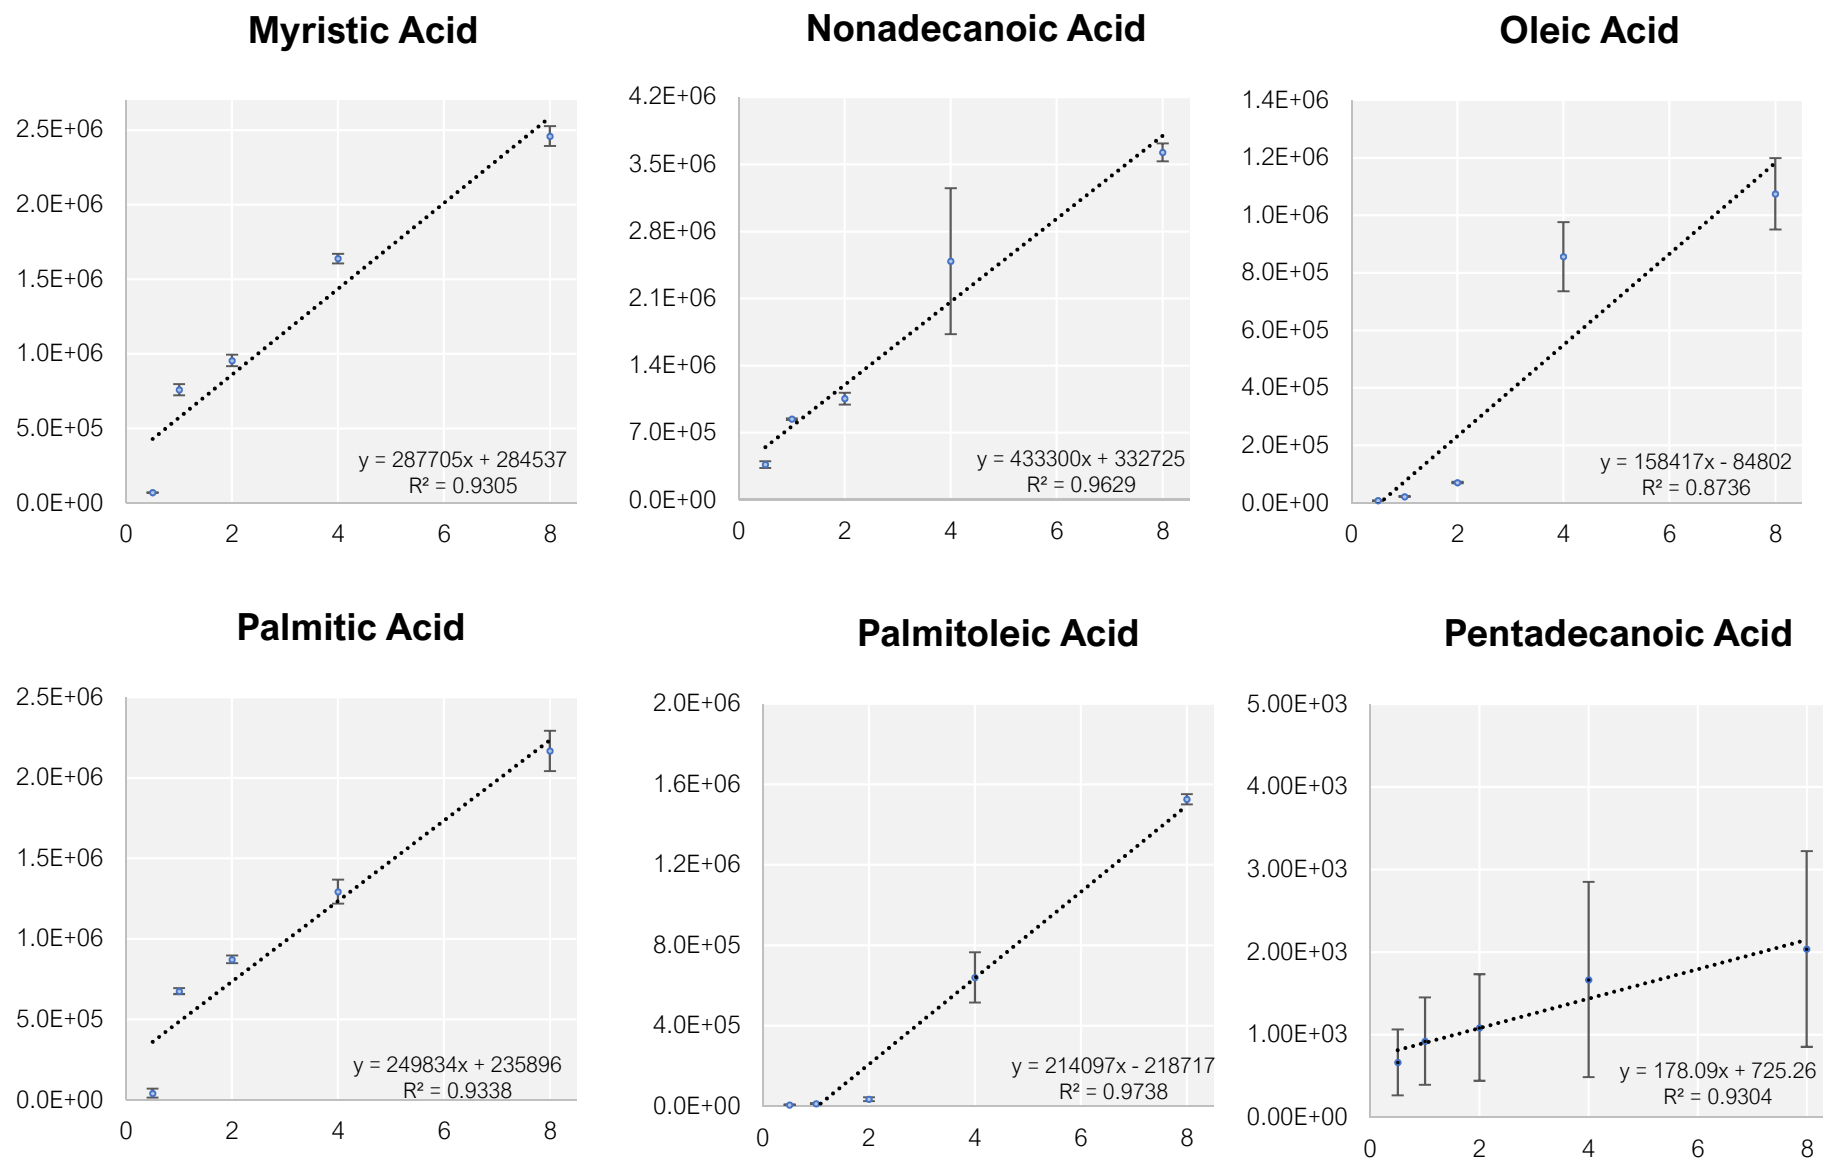 Myristic Acid
2.5E+06
2.0E+06
1.5E+06
1.0E+06
5.0E+05
0.0E+00
y = 287705x + 284537
R² = 0.9305
0 2 4 6 8
Nonadecanoic Acid
4.2E+06
3.5E+06
2.8E+06
2.1E+06
1.4E+06
7.0E+05
0.0E+00
y = 433300x + 332725
R² = 0.9629
0 2 4 6 8
Oleic Acid
1.4E+06
1.2E+06
1.0E+06
8.0E+05
6.0E+05
4.0E+05
2.0E+05
0.0E+00
y = 158417x - 84802
R² = 0.8736
0 2 4 6 8
Palmitic Acid
2.5E+06
2.0E+06
1.5E+06
1.0E+06
5.0E+05
0.0E+00
y = 249834x + 235896
R² = 0.9338
0 2 4 6 8
Palmitoleic Acid
2.0E+06
1.6E+06
1.2E+06
8.0E+05
4.0E+05
0.0E+00
y = 214097x - 218717
R² = 0.9738
0 2 4 6 8
Pentadecanoic Acid
5.00E+03
4.00E+03
3.00E+03
2.00E+03
1.00E+03
0.00E+00
y = 178.09x + 725.26
R² = 0.9304
0 2 4 6 8